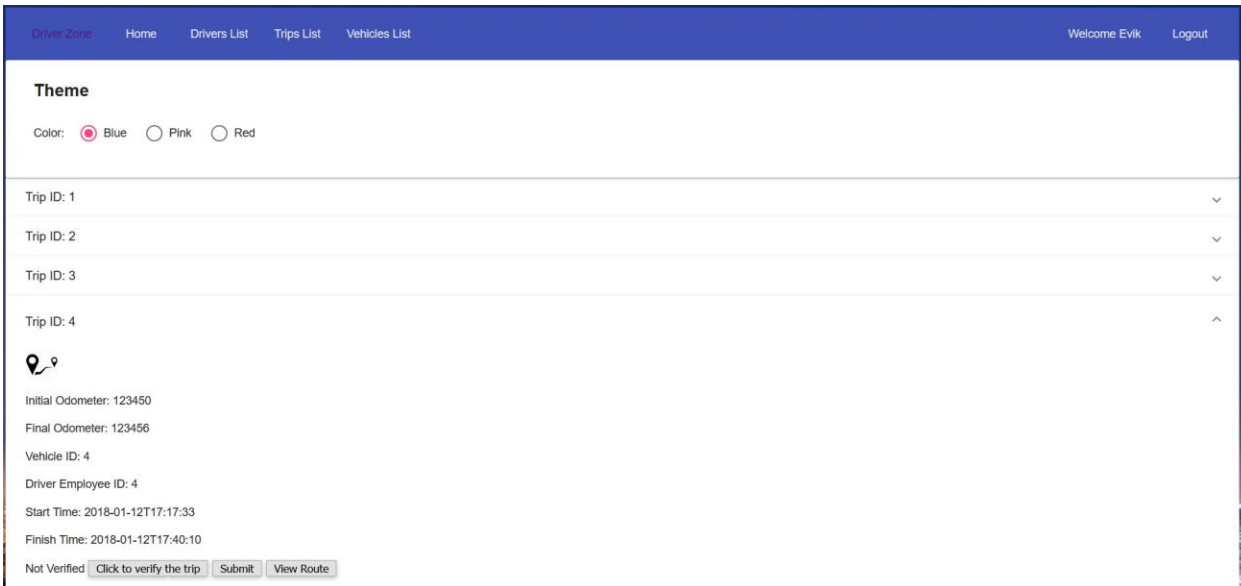 Driver Zone Home Drivers List Trips List Vehicles List Welcome Evik Logout
Theme
Color: Blue Pink Red
Trip ID: 1
Trip ID: 2
Trip ID: 3
Trip ID: 4
Initial Odometer: 123450
Final Odometer: 123456
Vehicle ID: 4
Driver Employee ID: 4
Start Time: 2018-01-12T17:17:33
Finish Time: 2018-01-12T17:40:10
Not Verified Click to verify the trip Submit View Route